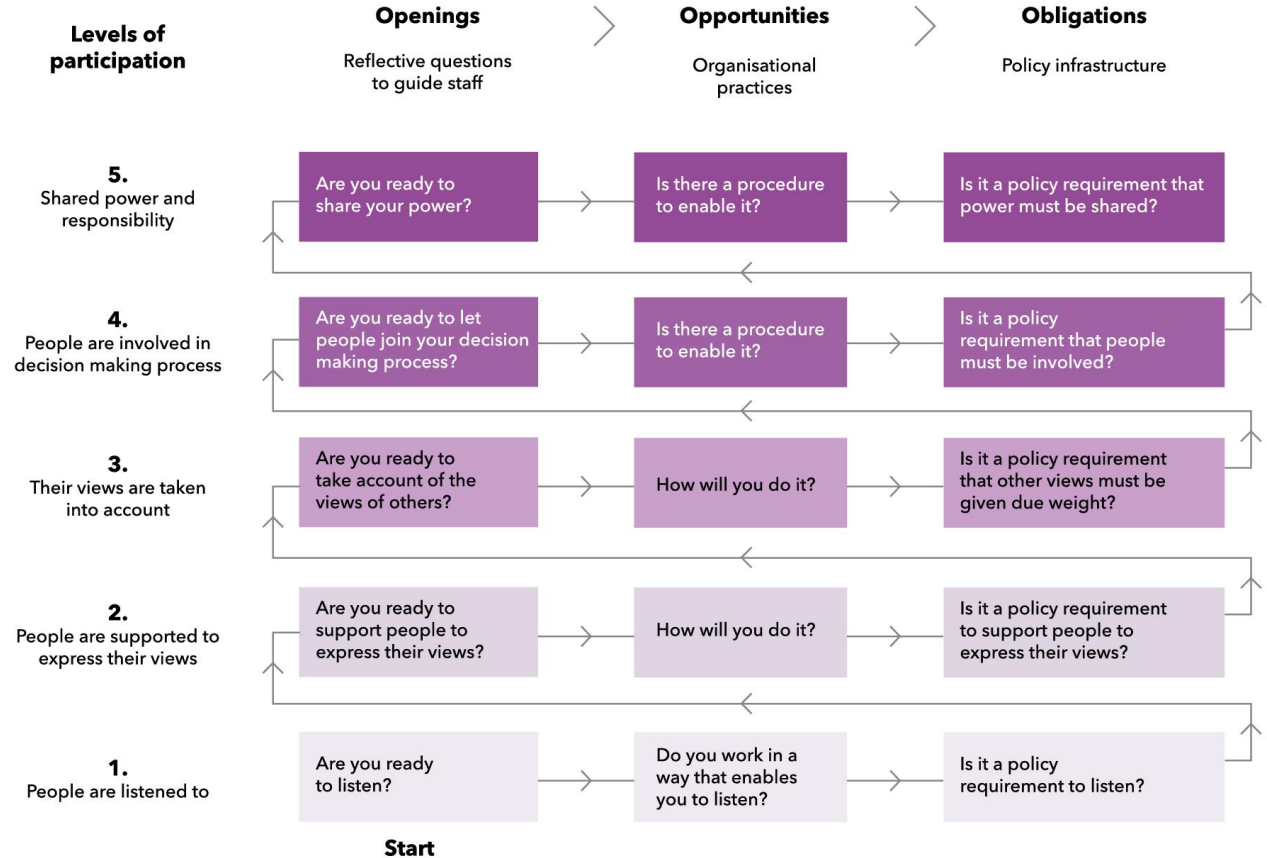 Levels of
participation
Openings
Reflective questions
to guide staff
Opportunities
Organisational
practices
Obligations
Policy infrastructure
5.
Shared power and
responsibility
Are you ready to
share your power?
Is there a procedure
to enable it?
Is it a policy requirement that
power must be shared?
4.
People are involved in
decision making process
Are you ready to let
people join your decision
making process?
Is there a procedure
to enable it?
Is it a policy
requirement that people
must be involved?
3.
Their views are taken
into account
Are you ready to
take account of the
views of others?
How will you do it?
Is it a policy requirement
that other views must be
given due weight?
2.
People are supported to
express their views
Are you ready to
support people to
express their views?
How will you do it?
Is it a policy requirement
to support people to
express their views?
1.
People are listened to
Are you ready
to listen?
Do you work in a
way that enables
you to listen?
Is it a policy
requirement to listen?
Start